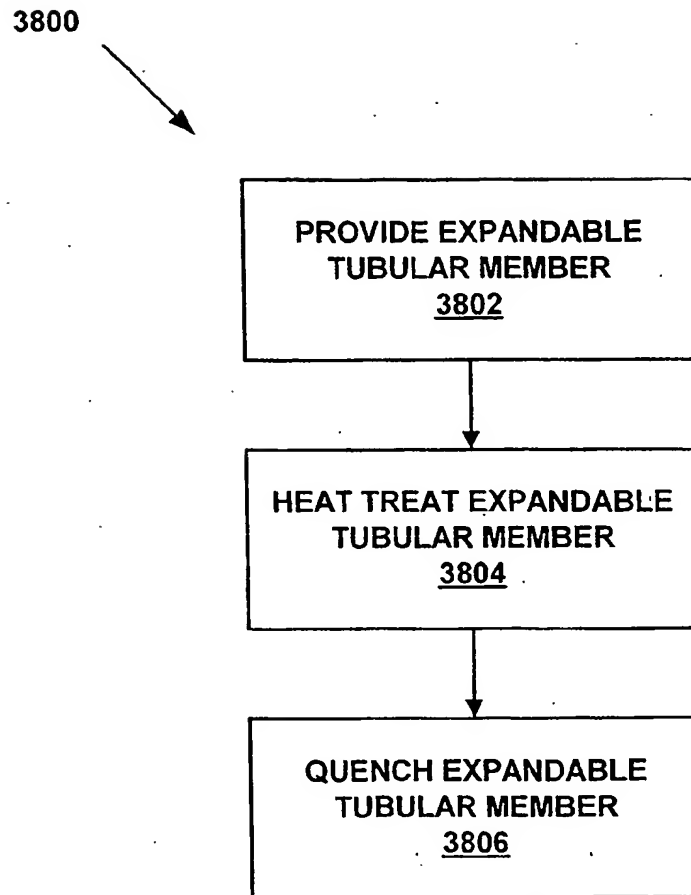 3800
PROVIDE EXPANDABLE
TUBULAR MEMBER
3802
HEAT TREAT EXPANDABLE
TUBULAR MEMBER
3804
QUENCH EXPANDABLE
TUBULAR MEMBER
3806